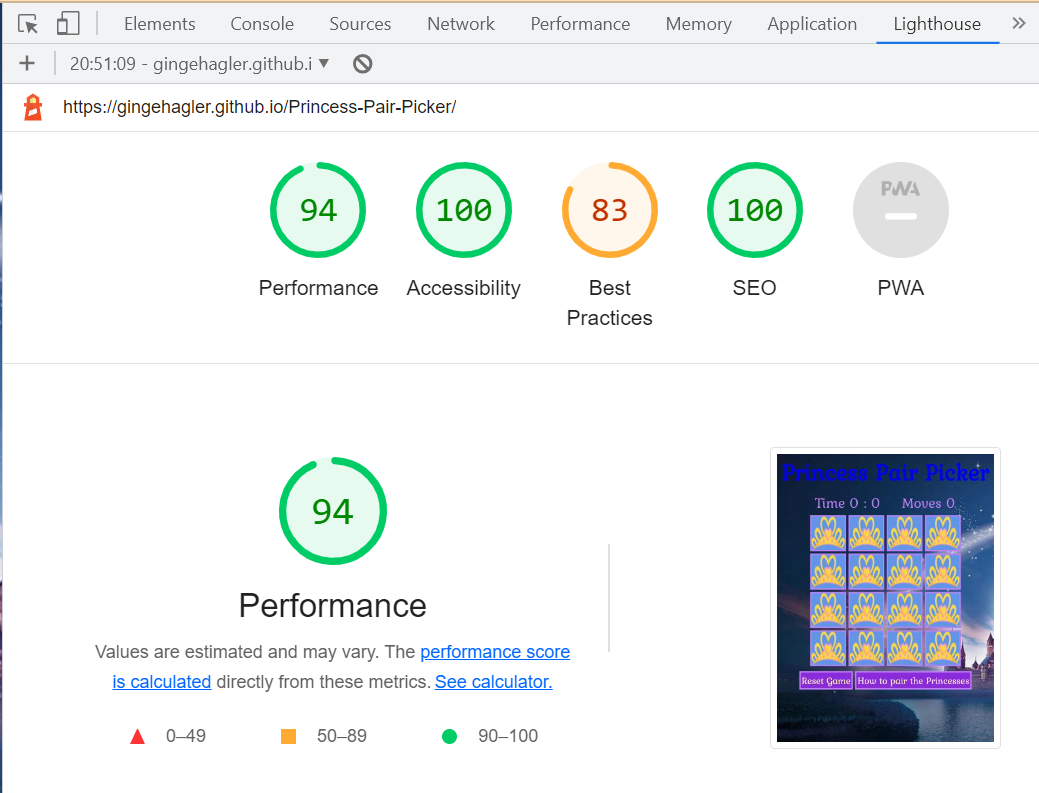 Elements Console Sources Network Performance Memory Application Lighthouse »
+ 20:51:09 - gingehagler.github.i ▼
https://gingehagler.github.io/Princess-Pair-Picker/
94 100 83 100 PWA
Performance Accessibility Best Practices SEO PWA
94
Performance
Values are estimated and may vary. The performance score
is calculated directly from these metrics. See calculator.
0–49 50–89 90–100
Princess Pair Picker
Time 0 : 0 Moves 0
Reset Game How to pair the Princesses